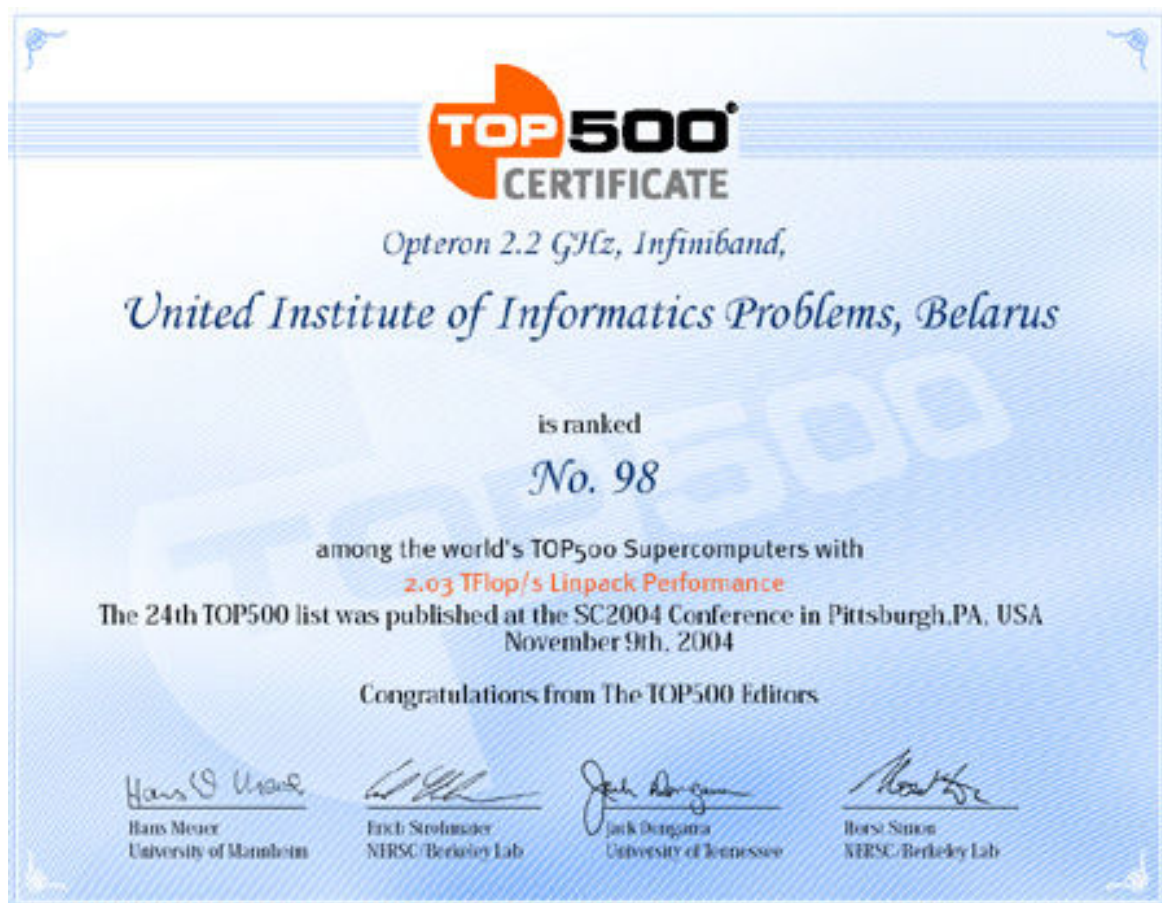 TOP500
CERTIFICATE
Opteron 2.2 GHz, Infiniband,
United Institute of Informatics Problems, Belarus
is ranked
No. 98
among the world's TOP500 Supercomputers with
2.03 TFlop/s Linpack Performance
The 24th TOP500 list was published at the SC2004 Conference in Pittsburgh,PA, USA
November 9th, 2004
Congratulations from The TOP500 Editors
Hans Meuer
University of Mannheim
Erich Strohmaier
NERSC/Berkeley Lab
Jack Dongarra
University of Tennessee
Horst Simon
NERSC/Berkeley Lab